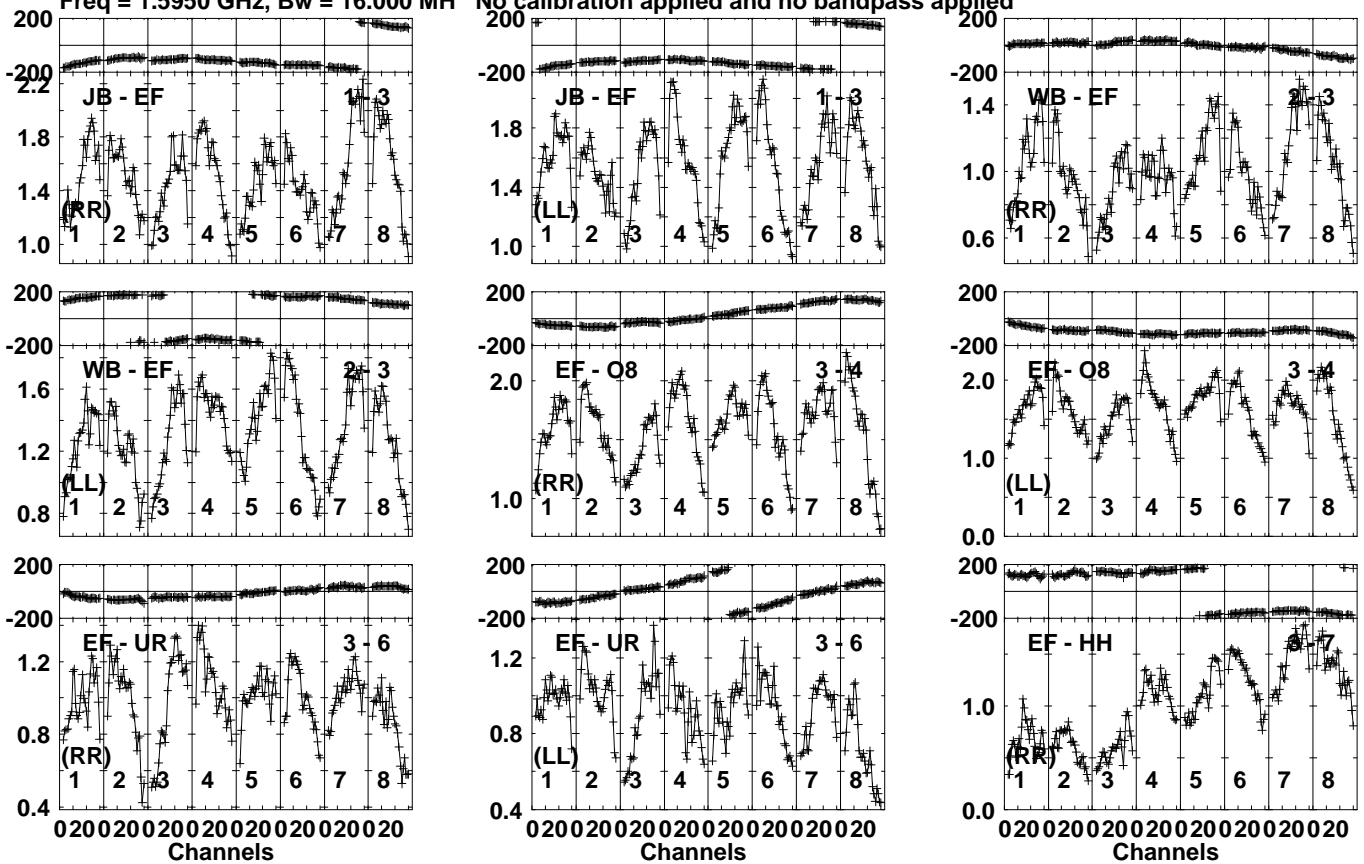 Freq = 1.5950 GHz, Bw = 16.000 MH No calibration applied and no bandpass applied
200 200 200
-200 -200 -200
2.2
JB - EF 1 - 3 JB - EF 1 - 3 WB - EF 2 - 3
1.8 1.8 1.4
1.4 1.4 1.0
(RR) (LL) (RR)
1 2 3 4 5 6 7 8 1 2 3 4 5 6 7 8 1 2 3 4 5 6 7 8
1.0 1.0 0.6
200 200 200
-200 -200 -200
WB - EF 2 - 3 EF - O8 3 - 4 EF - O8 3 - 4
1.6 2.0 2.0
1.2 1.0
(LL) (RR) (LL)
1 2 3 4 5 6 7 8 1 2 3 4 5 6 7 8 1 2 3 4 5 6 7 8
0.8 1.0 0.0
200 200 200
-200 -200 -200
EF - UR 3 - 6 EF - UR 3 - 6 EF - HH 3 - 7
1.2 1.2 1.0
0.8 0.8
(RR) (LL) (RR)
1 2 3 4 5 6 7 8 1 2 3 4 5 6 7 8 1 2 3 4 5 6 7 8
0.4 0.4 0.0
0 20 0 20 0 20 0 20 0 20 0 20 0 20 0 20 0 20 0 20 0 20 0 20 0 20 0 20 0 20 0 20 0 20 0 20 0 20 0 20 0 20 0 20 0 20 0 20
Channels Channels Channels